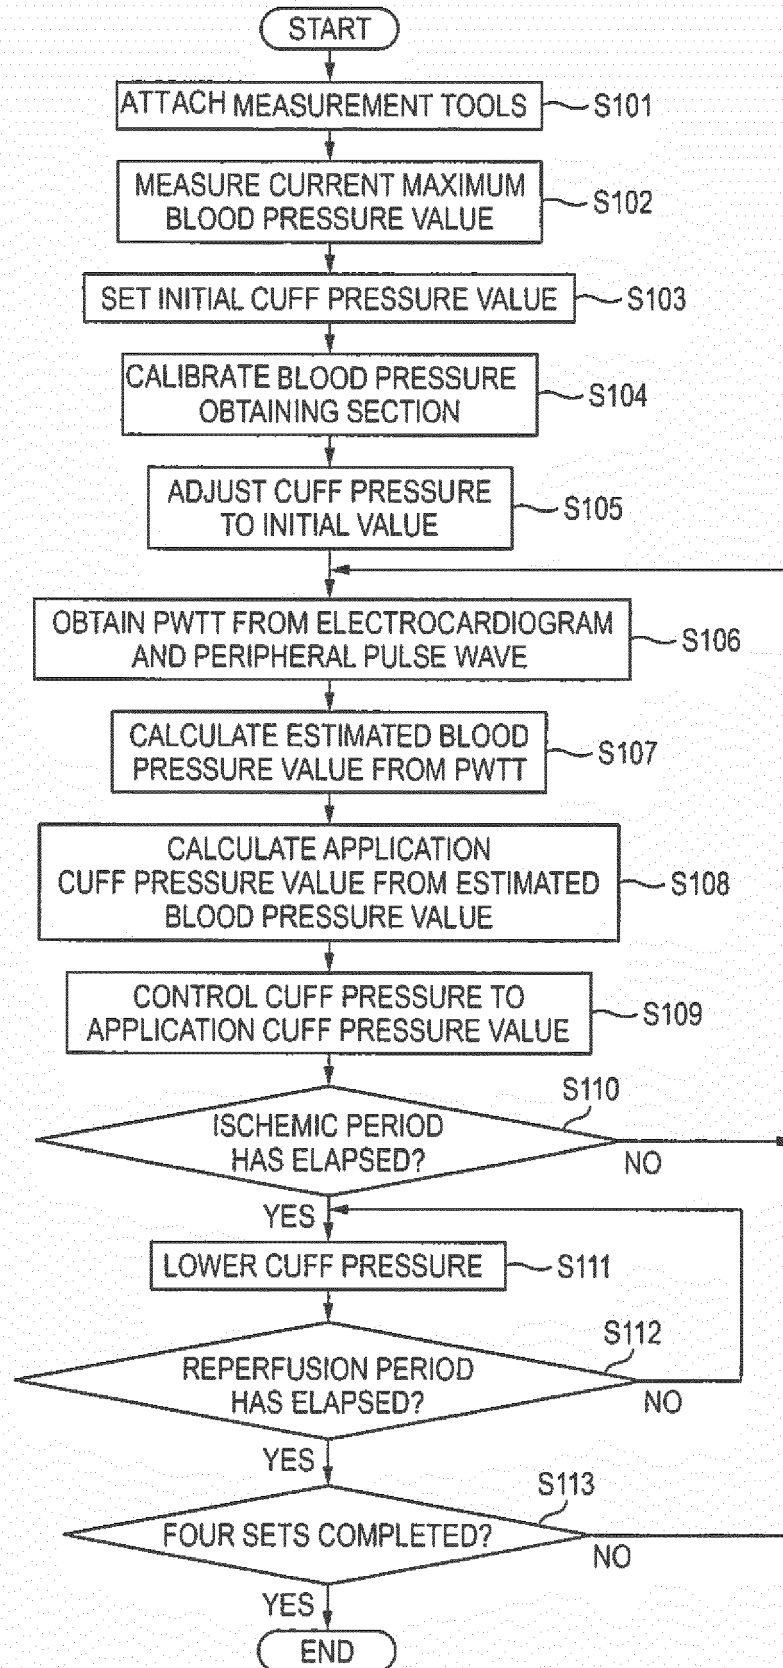 START
ATTACH MEASUREMENT TOOLS
S101
MEASURE CURRENT MAXIMUM
BLOOD PRESSURE VALUE
S102
SET INITIAL CUFF PRESSURE VALUE
S103
CALIBRATE BLOOD PRESSURE
OBTAINING SECTION
S104
ADJUST CUFF PRESSURE
TO INITIAL VALUE
S105
OBTAIN PWTT FROM ELECTROCARDIOGRAM
AND PERIPHERAL PULSE WAVE
S106
CALCULATE ESTIMATED BLOOD
PRESSURE VALUE FROM PWTT
S107
CALCULATE APPLICATION
CUFF PRESSURE VALUE FROM ESTIMATED
BLOOD PRESSURE VALUE
S108
CONTROL CUFF PRESSURE TO
APPLICATION CUFF PRESSURE VALUE
S109
S110
ISCHEMIC PERIOD
HAS ELAPSED?
NO
YES
LOWER CUFF PRESSURE
S111
S112
REPERFUSION PERIOD
HAS ELAPSED?
NO
YES
S113
FOUR SETS COMPLETED?
NO
YES
END